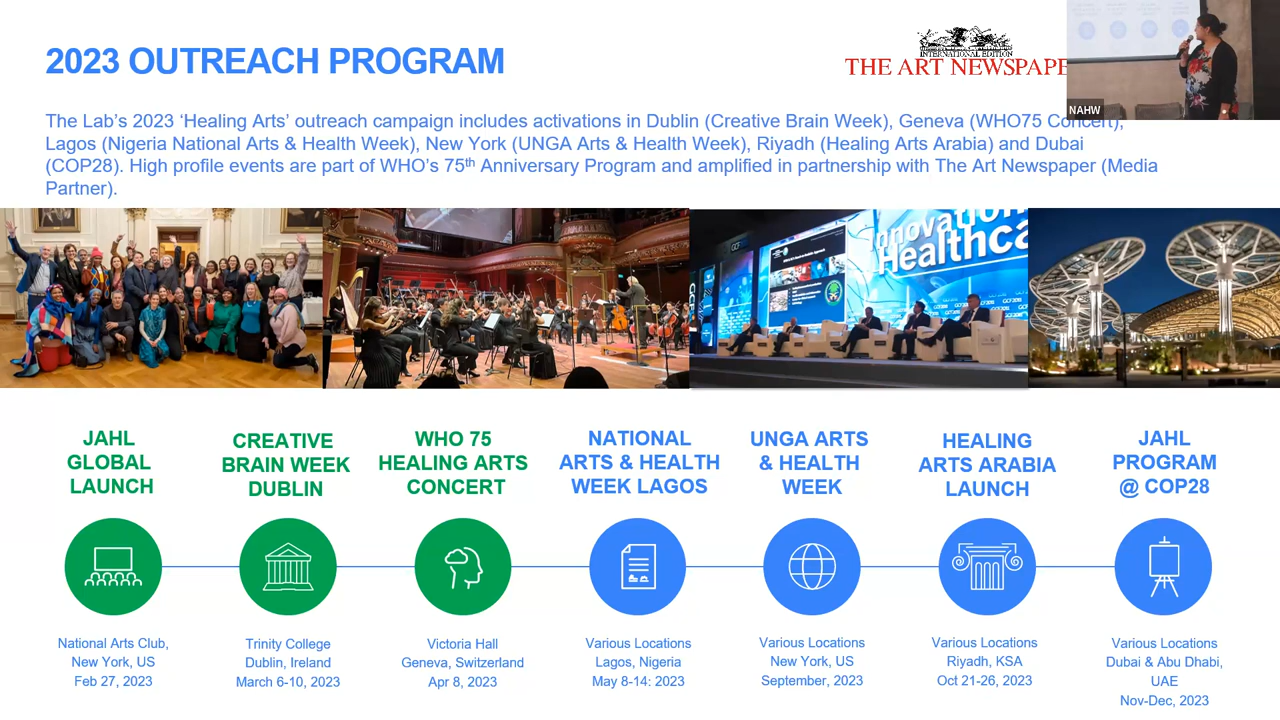 2023 OUTREACH PROGRAM
INTERNATIONAL EDITION
THE ART NEWSPAPE
NAHW
The Lab's 2023 'Healing Arts' outreach campaign includes activations in Dublin (Creative Brain Week), Geneva (WHO75 Concert),
Lagos (Nigeria National Arts & Health Week), New York (UNGA Arts & Health Week), Riyadh (Healing Arts Arabia) and Dubai
(COP28). High profile events are part of WHO's 75th Anniversary Program and amplified in partnership with The Art Newspaper (Media
Partner).
Innovation
Healthca
JAHL
GLOBAL
LAUNCH
CREATIVE
BRAIN WEEK
DUBLIN
WHO 75
HEALING ARTS
CONCERT
NATIONAL
ARTS & HEALTH
WEEK LAGOS
UNGA ARTS
& HEALTH
WEEK
HEALING
ARTS ARABIA
LAUNCH
JAHL
PROGRAM
@ COP28
National Arts Club,
New York, US
Feb 27, 2023
Trinity College
Dublin, Ireland
March 6-10, 2023
Victoria Hall
Geneva, Switzerland
Apr 8, 2023
Various Locations
Lagos, Nigeria
May 8-14: 2023
Various Locations
New York, US
September, 2023
Various Locations
Riyadh, KSA
Oct 21-26, 2023
Various Locations
Dubai & Abu Dhabi,
UAE
Nov-Dec, 2023